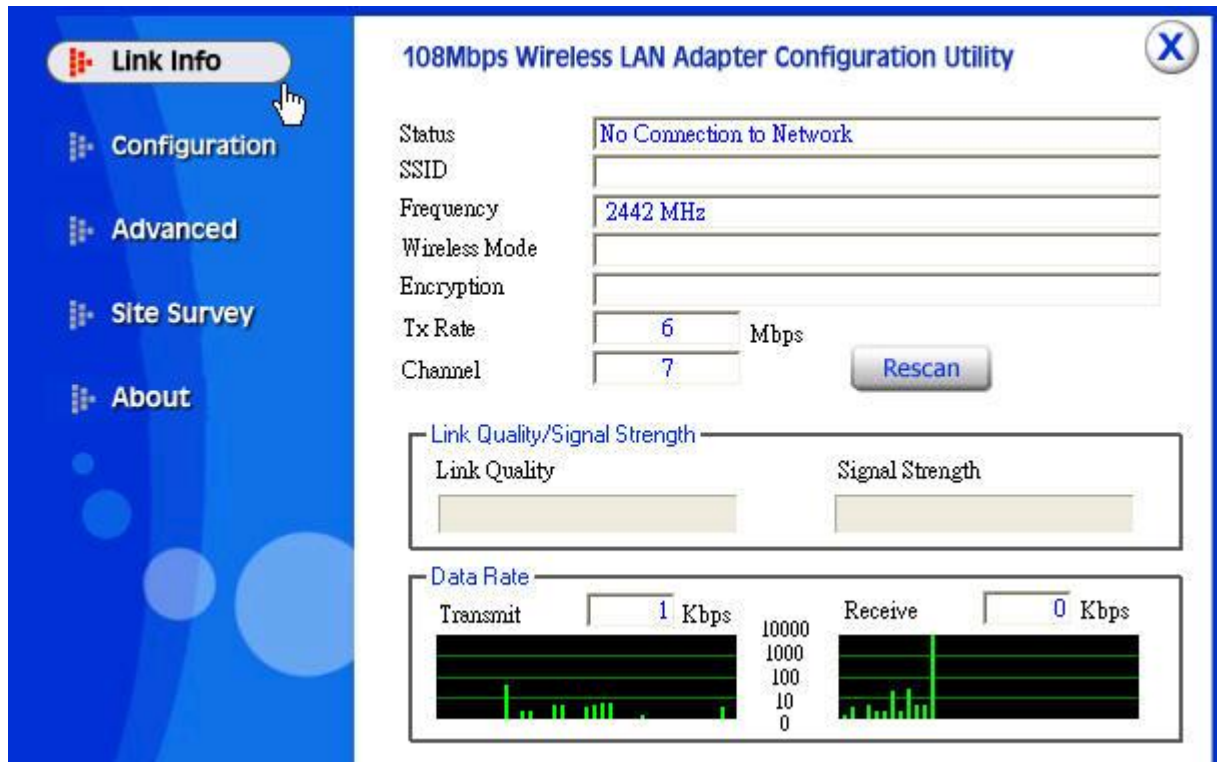 Link Info
Configuration
Advanced
Site Survey
About
108Mbps Wireless LAN Adapter Configuration Utility
X
Status No Connection to Network
SSID
Frequency 2442 MHz
Wireless Mode
Encryption
Tx Rate 6 Mbps
Channel 7
Rescan
Link Quality/Signal Strength
Link Quality Signal Strength
Data Rate
Transmit 1 Kbps Receive 0 Kbps
10000
1000
100
10
0